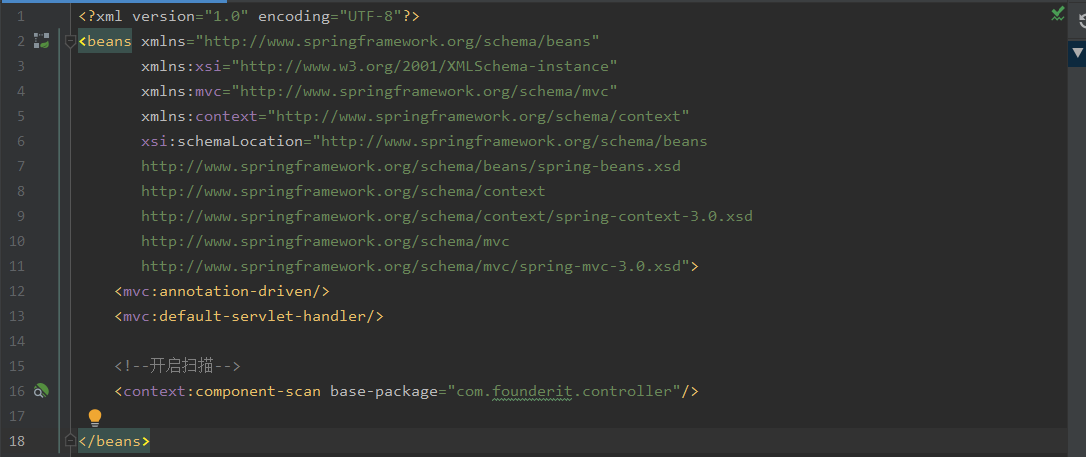 1 <?xml version="1.0" encoding="UTF-8"?>
2 <beans xmlns="http://www.springframework.org/schema/beans"
3 xmlns:xsi="http://www.w3.org/2001/XMLSchema-instance"
4 xmlns:mvc="http://www.springframework.org/schema/mvc"
5 xmlns:context="http://www.springframework.org/schema/context"
6 xsi:schemaLocation="http://www.springframework.org/schema/beans
7 http://www.springframework.org/schema/beans/spring-beans.xsd
8 http://www.springframework.org/schema/context
9 http://www.springframework.org/schema/context/spring-context-3.0.xsd
10 http://www.springframework.org/schema/mvc
11 http://www.springframework.org/schema/mvc/spring-mvc-3.0.xsd">
12 <mvc:annotation-driven/>
13 <mvc:default-servlet-handler/>
14
15 <!--开启扫描-->
16 <context:component-scan base-package="com.founderit.controller"/>
17
18 </beans>